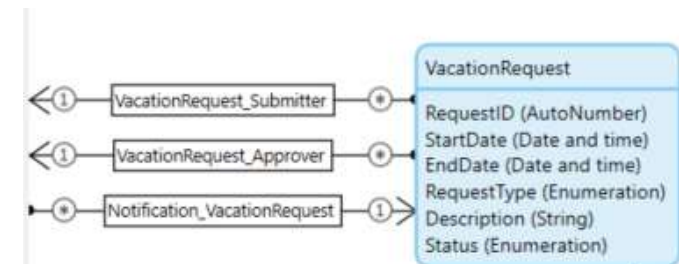 VacationRequest
1 VacationRequest_Submitter *
RequestID (AutoNumber)
StartDate (Date and time)
1 VacationRequest_Approver *
EndDate (Date and time)
RequestType (Enumeration)
* Notification_VacationRequest 1
Description (String)
Status (Enumeration)